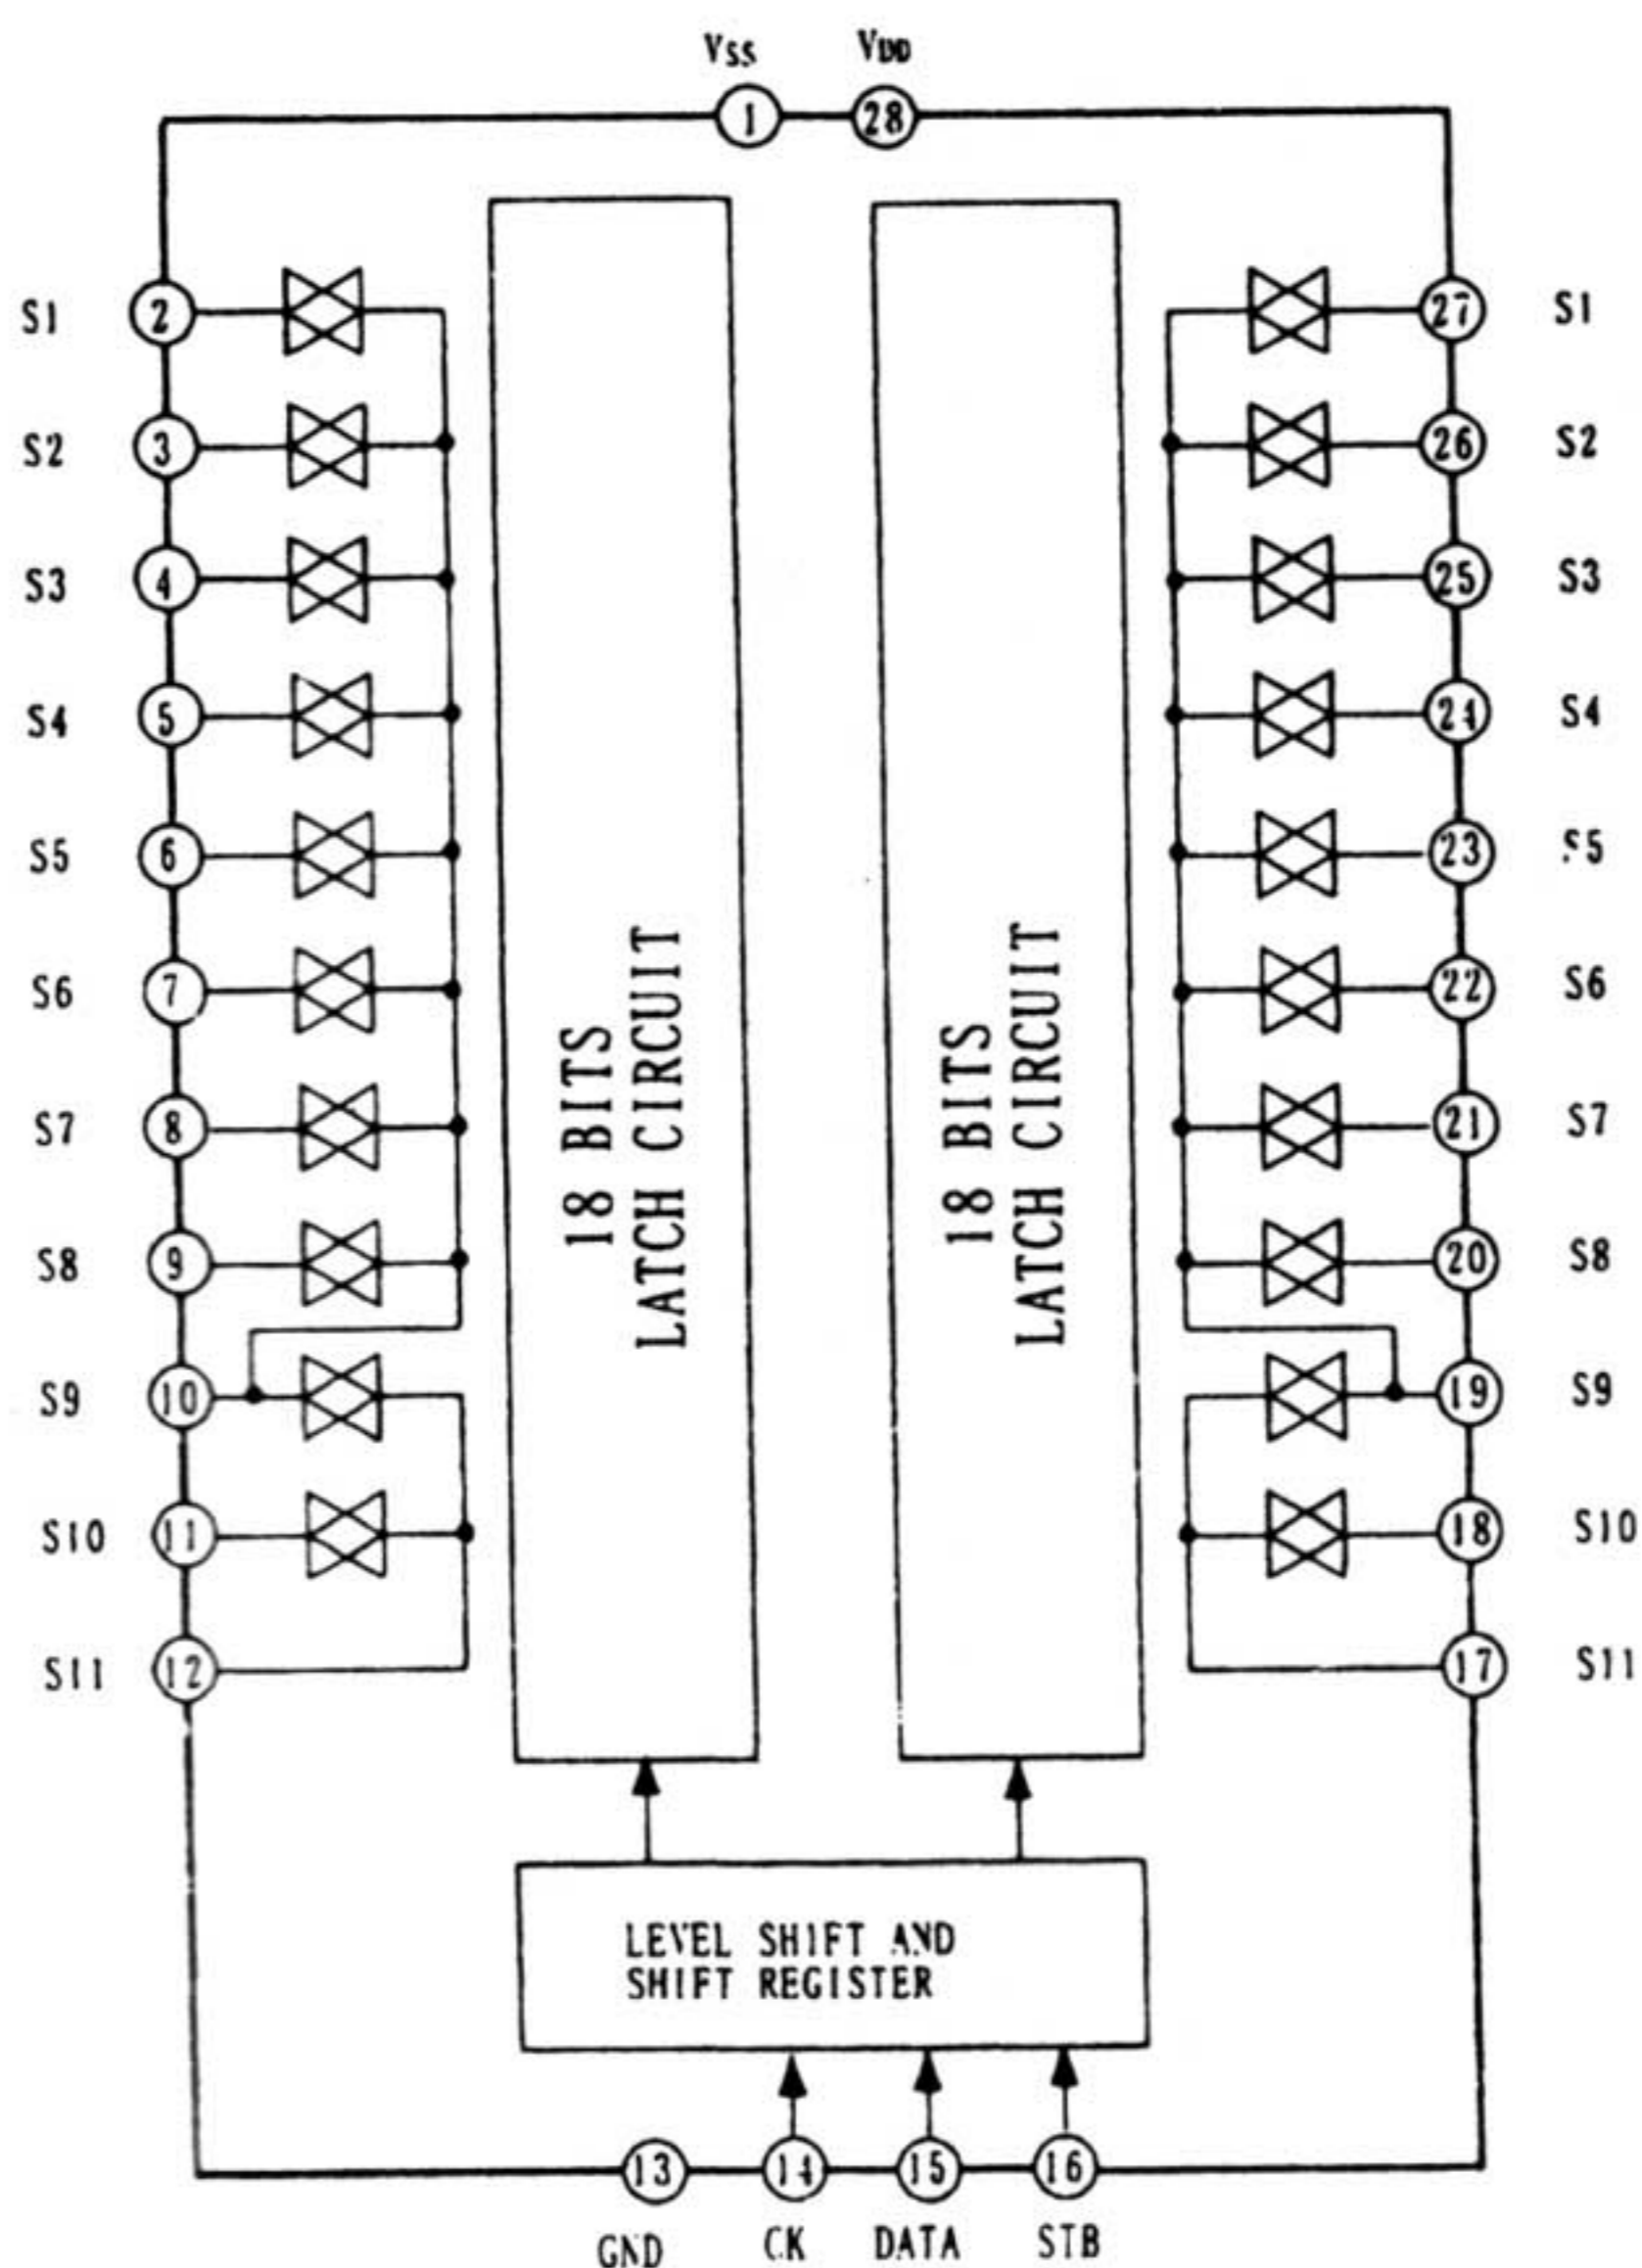 VSS VDD
1 28
S1 2 27 S1
S2 3 26 S2
S3 4 25 S3
S4 5 24 S4
S5 6 23 S5
S6 7 22 S6
S7 8 21 S7
S8 9 20 S8
S9 10 19 S9
S10 11 18 S10
S11 12 17 S11
18 BITS
LATCH CIRCUIT
18 BITS
LATCH CIRCUIT
LEVEL SHIFT AND
SHIFT REGISTER
13 14 15 16
GND CK DATA STB